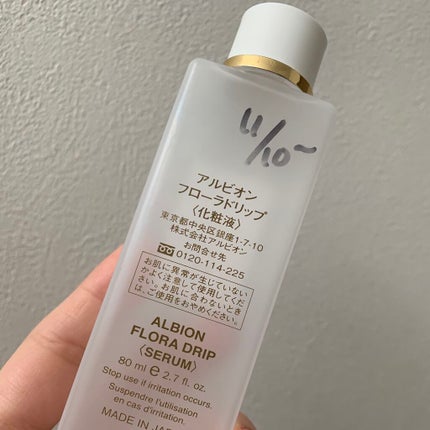 11/10~
アルビオン
フローラドリップ
〈化粧液〉
東京都中央区銀座1-7-10
株式会社アルビオン
お問合せ先
0120-114-225
お肌に異常が生じていない
かよく注意して使用してくだ
さい。お肌に合わないとき
は、ご使用をおやめください。
ALBION
FLORA DRIP
〈SERUM〉
80 ml ℮ 2.7 fl. oz.
Stop use if irritation occurs.
Suspendre l'utilisation
en cas d'irritation.
MADE IN JA